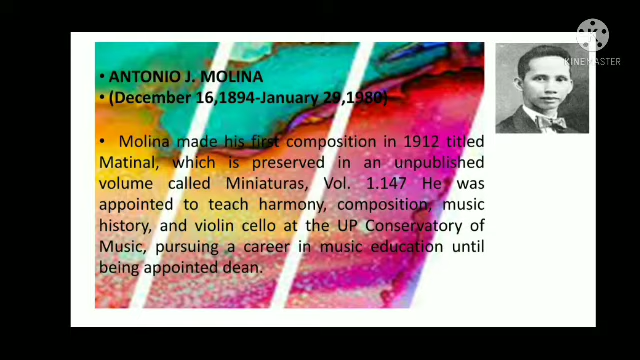 KINEMASTER
• ANTONIO J. MOLINA
• (December 16,1894-January 29,1980)
• Molina made his first composition in 1912 titled
Matinal, which is preserved in an unpublished
volume called Miniaturas, Vol. 1.147 He was
appointed to teach harmony, composition, music
history, and violin cello at the UP Conservatory of
Music, pursuing a career in music education until
being appointed dean.